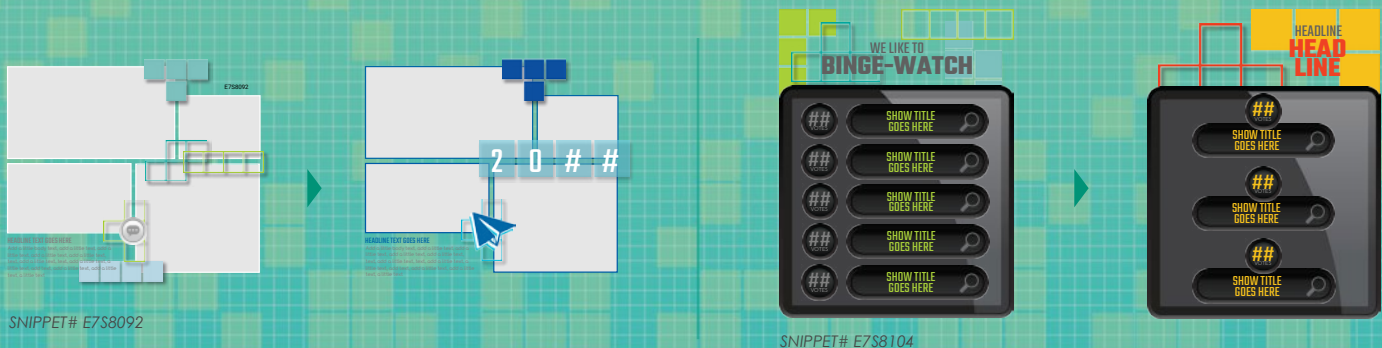 E7S8092
HEADLINE TEXT GOES HERE
SNIPPET# E7S8092
2 0 # #
HEADLINE TEXT GOES HERE
WE LIKE TO
BINGE-WATCH
##
VOTES
SHOW TITLE
GOES HERE
##
VOTES
SHOW TITLE
GOES HERE
##
VOTES
SHOW TITLE
GOES HERE
##
VOTES
SHOW TITLE
GOES HERE
##
VOTES
SHOW TITLE
GOES HERE
SNIPPET# E7S8104
HEADLINE
HEAD
LINE
##
VOTES
SHOW TITLE
GOES HERE
##
VOTES
SHOW TITLE
GOES HERE
##
VOTES
SHOW TITLE
GOES HERE